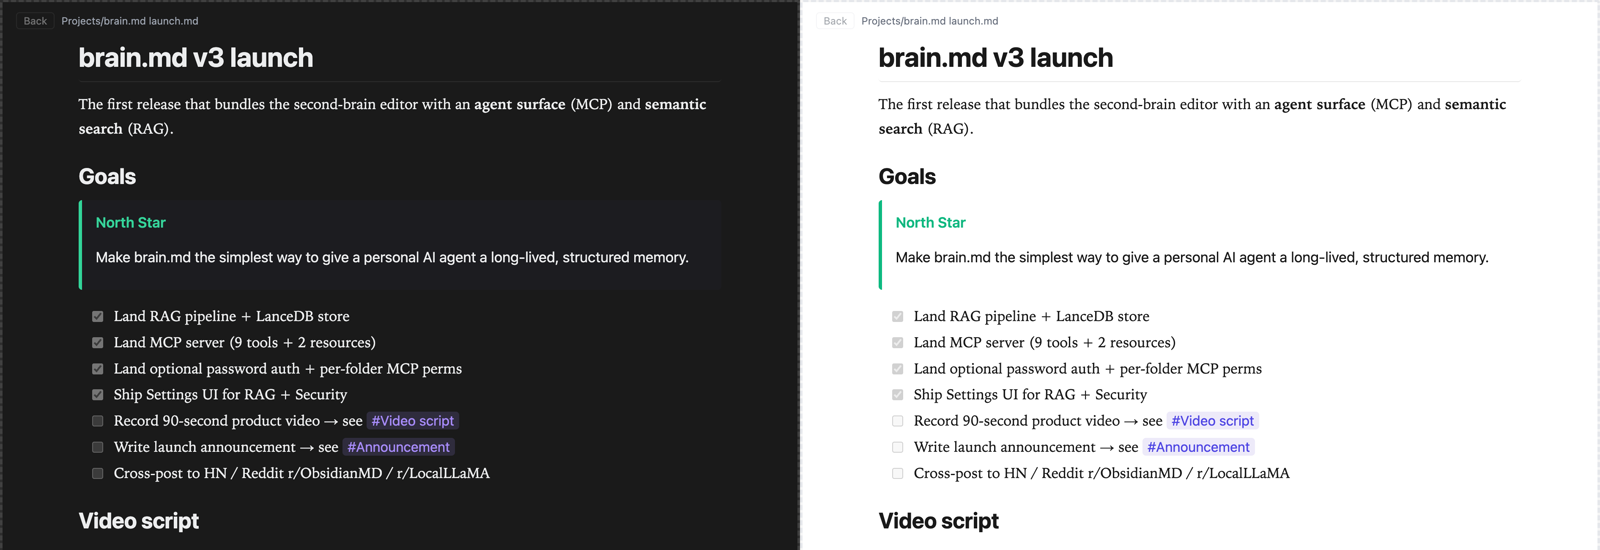 Back Projects/brain.md launch.md
brain.md v3 launch
The first release that bundles the second-brain editor with an agent surface (MCP) and semantic
search (RAG).
Goals
North Star
Make brain.md the simplest way to give a personal AI agent a long-lived, structured memory.
Land RAG pipeline + LanceDB store
Land MCP server (9 tools + 2 resources)
Land optional password auth + per-folder MCP perms
Ship Settings UI for RAG + Security
Record 90-second product video → see #Video script
Write launch announcement → see #Announcement
Cross-post to HN / Reddit r/ObsidianMD / r/LocalLLaMA
Video script
Back Projects/brain.md launch.md
brain.md v3 launch
The first release that bundles the second-brain editor with an agent surface (MCP) and semantic
search (RAG).
Goals
North Star
Make brain.md the simplest way to give a personal AI agent a long-lived, structured memory.
Land RAG pipeline + LanceDB store
Land MCP server (9 tools + 2 resources)
Land optional password auth + per-folder MCP perms
Ship Settings UI for RAG + Security
Record 90-second product video → see #Video script
Write launch announcement → see #Announcement
Cross-post to HN / Reddit r/ObsidianMD / r/LocalLLaMA
Video script